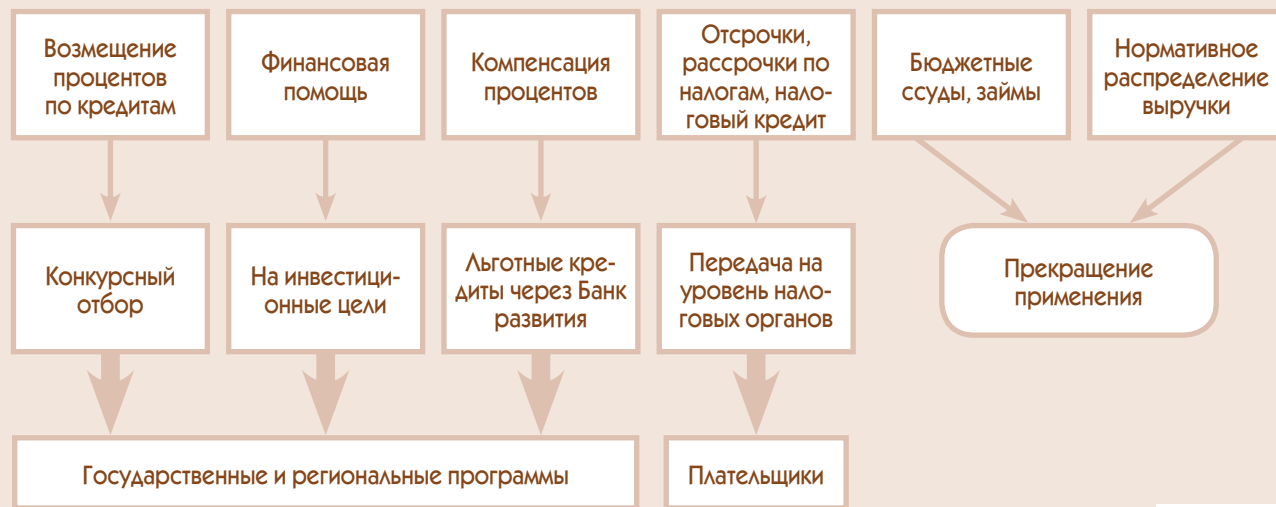 Возмещение
процентов
по кредитам
Финансовая
помощь
Компенсация
процентов
Отсрочки,
рассрочки по
налогам, нало-
говый кредит
Бюджетные
ссуды, займы
Нормативное
распределение
выручки
Конкурсный
отбор
На инвестици-
онные цели
Льготные кре-
диты через Банк
развития
Передача на
уровень нало-
говых органов
Прекращение
применения
Государственные и региональные программы
Плательщики